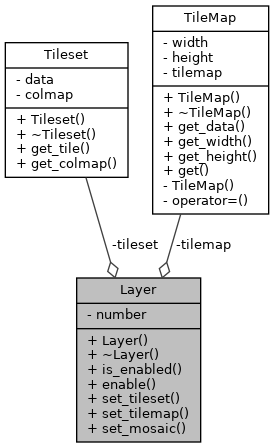 Tileset
- data
- colmap
+ Tileset()
+ ~Tileset()
+ get_tile()
+ get_colmap()
TileMap
- width
- height
- tilemap
+ TileMap()
+ ~TileMap()
+ get_data()
+ get_width()
+ get_height()
+ get()
- TileMap()
- operator=()
-tileset
-tilemap
Layer
- number
+ Layer()
+ ~Layer()
+ is_enabled()
+ enable()
+ set_tileset()
+ set_tilemap()
+ set_mosaic()